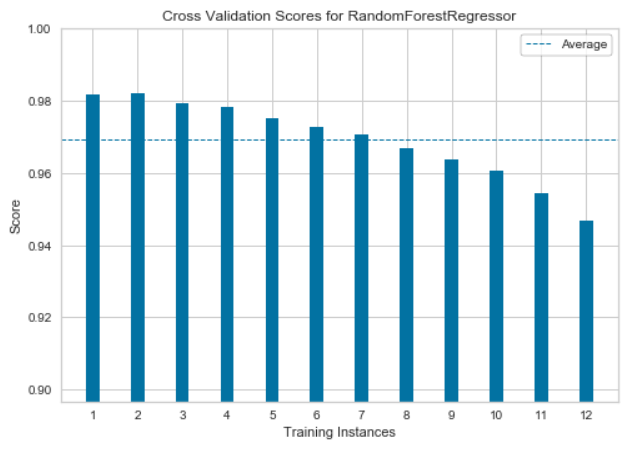 Cross Validation Scores for RandomForestRegressor
1.00
Average
0.98
0.96
Score
0.94
0.92
0.90
1 2 3 4 5 6 7 8 9 10 11 12
Training Instances